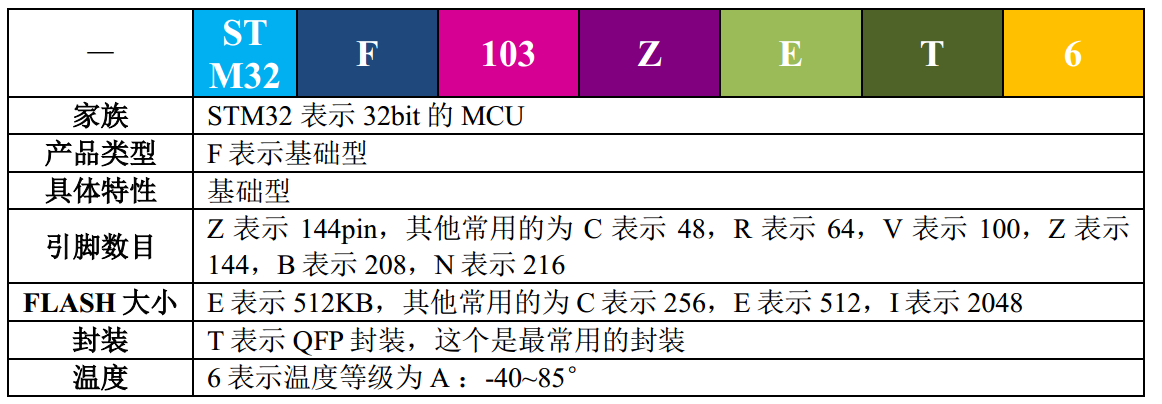 — ST M32 F 103 Z E T 6
家族 STM32 表示 32bit 的 MCU
产品类型 F 表示基础型
具体特性 基础型
引脚数目 Z 表示 144pin，其他常用的为 C 表示 48，R 表示 64，V 表示 100，Z 表示
144，B 表示 208，N 表示 216
FLASH 大小 E 表示 512KB，其他常用的为 C 表示 256，E 表示 512，I 表示 2048
封装 T 表示 QFP 封装，这个是最常用的封装
温度 6 表示温度等级为 A ：-40~85°